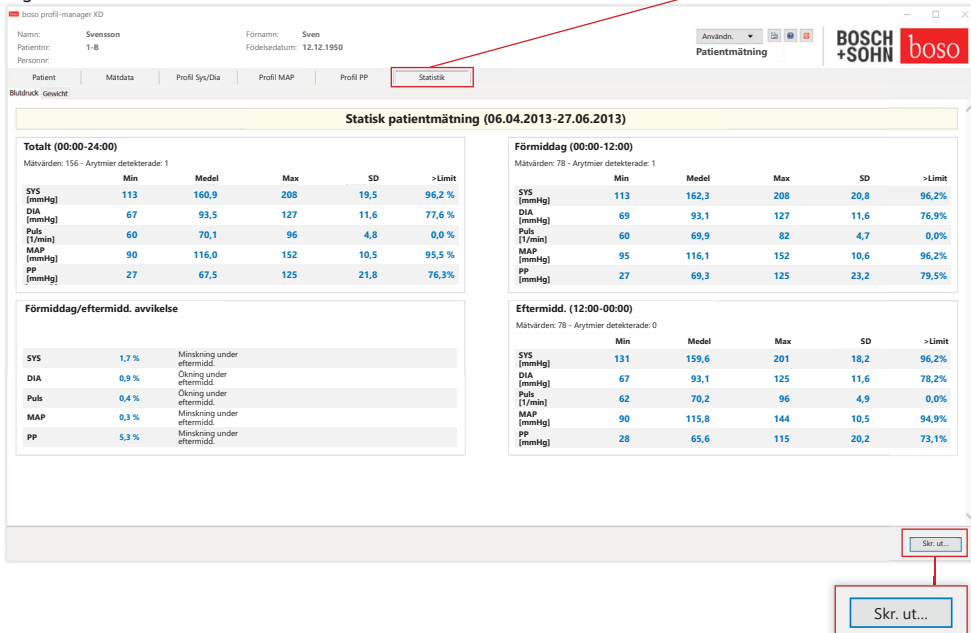 boso profil-manager XD
Namn: Svensson Förnamn: Sven
Patientnr: 1-B Födelsedatum: 12.12.1950
Personnr:
Användn.
Patientmätning
BOSCH
+SOHN
boso
Patient Mätdata Profil Sys/Dia Profil MAP Profil PP Statistik
Blutdruck Gewicht
Statisk patientmätning (06.04.2013-27.06.2013)
Totalt (00:00-24:00)
Mätvärden: 156 - Arytmier detekterade: 1
Min Medel Max SD >Limit
SYS [mmHg] 113 160,9 208 19,5 96,2 %
DIA [mmHg] 67 93,5 127 11,6 77,6 %
Puls [1/min] 60 70,1 96 4,8 0,0 %
MAP [mmHg] 90 116,0 152 10,5 95,5 %
PP [mmHg] 27 67,5 125 21,8 76,3%
Förmiddag (00:00-12:00)
Mätvärden: 78 - Arytmier detekterade: 1
Min Medel Max SD >Limit
SYS [mmHg] 113 162,3 208 20,8 96,2%
DIA [mmHg] 69 93,1 127 11,6 76,9%
Puls [1/min] 60 69,9 82 4,7 0,0%
MAP [mmHg] 95 116,1 152 10,6 96,2%
PP [mmHg] 27 69,3 125 23,2 79,5%
Förmiddag/eftermidd. avvikelse
SYS 1,7 % Minskning under eftermidd.
DIA 0,9 % Ökning under eftermidd.
Puls 0,4 % Ökning under eftermidd.
MAP 0,3 % Minskning under eftermidd.
PP 5,3 % Minskning under eftermidd.
Eftermidd. (12:00-00:00)
Mätvärden: 78 - Arytmier detekterade: 0
Min Medel Max SD >Limit
SYS [mmHg] 131 159,6 201 18,2 96,2%
DIA [mmHg] 67 93,1 125 11,6 78,2%
Puls [1/min] 62 70,2 96 4,9 0,0%
MAP [mmHg] 90 115,8 144 10,5 94,9%
PP [mmHg] 28 65,6 115 20,2 73,1%
Skr. ut...
Skr. ut...